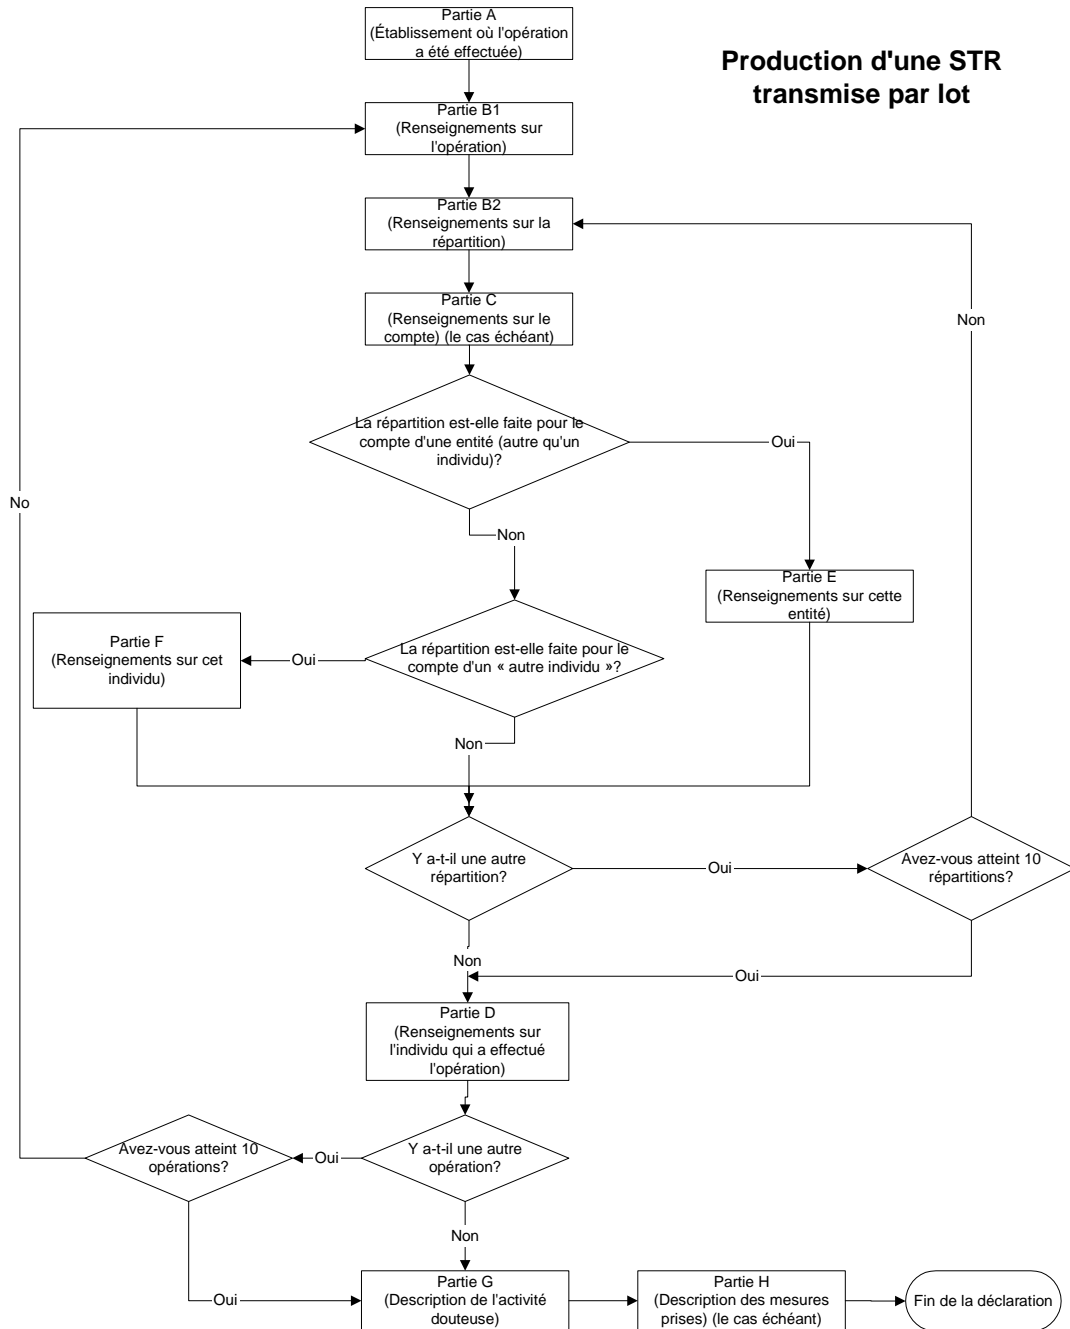 Partie A
(Établissement où l'opération
a été effectuée)
Production d'une STR
transmise par lot
Partie B1
(Renseignements sur
l'opération)
Partie B2
(Renseignements sur la
répartition)
Partie C
(Renseignements sur le
compte) (le cas échéant)
Non
La répartition est-elle faite pour le
compte d'une entité (autre qu'un
individu)?
Oui
No
Non
Partie E
(Renseignements sur cette
entité)
Partie F
(Renseignements sur cet
individu)
Oui
La répartition est-elle faite pour le
compte d'un « autre individu »?
Non
Y a-t-il une autre
répartition?
Oui
Avez-vous atteint 10
répartitions?
Non
Oui
Partie D
(Renseignements sur
l'individu qui a effectué
l'opération)
Avez-vous atteint 10
opérations?
Oui
Y a-t-il une autre
opération?
Non
Oui
Partie G
(Description de l'activité
douteuse)
Partie H
(Description des mesures
prises) (le cas échéant)
Fin de la déclaration